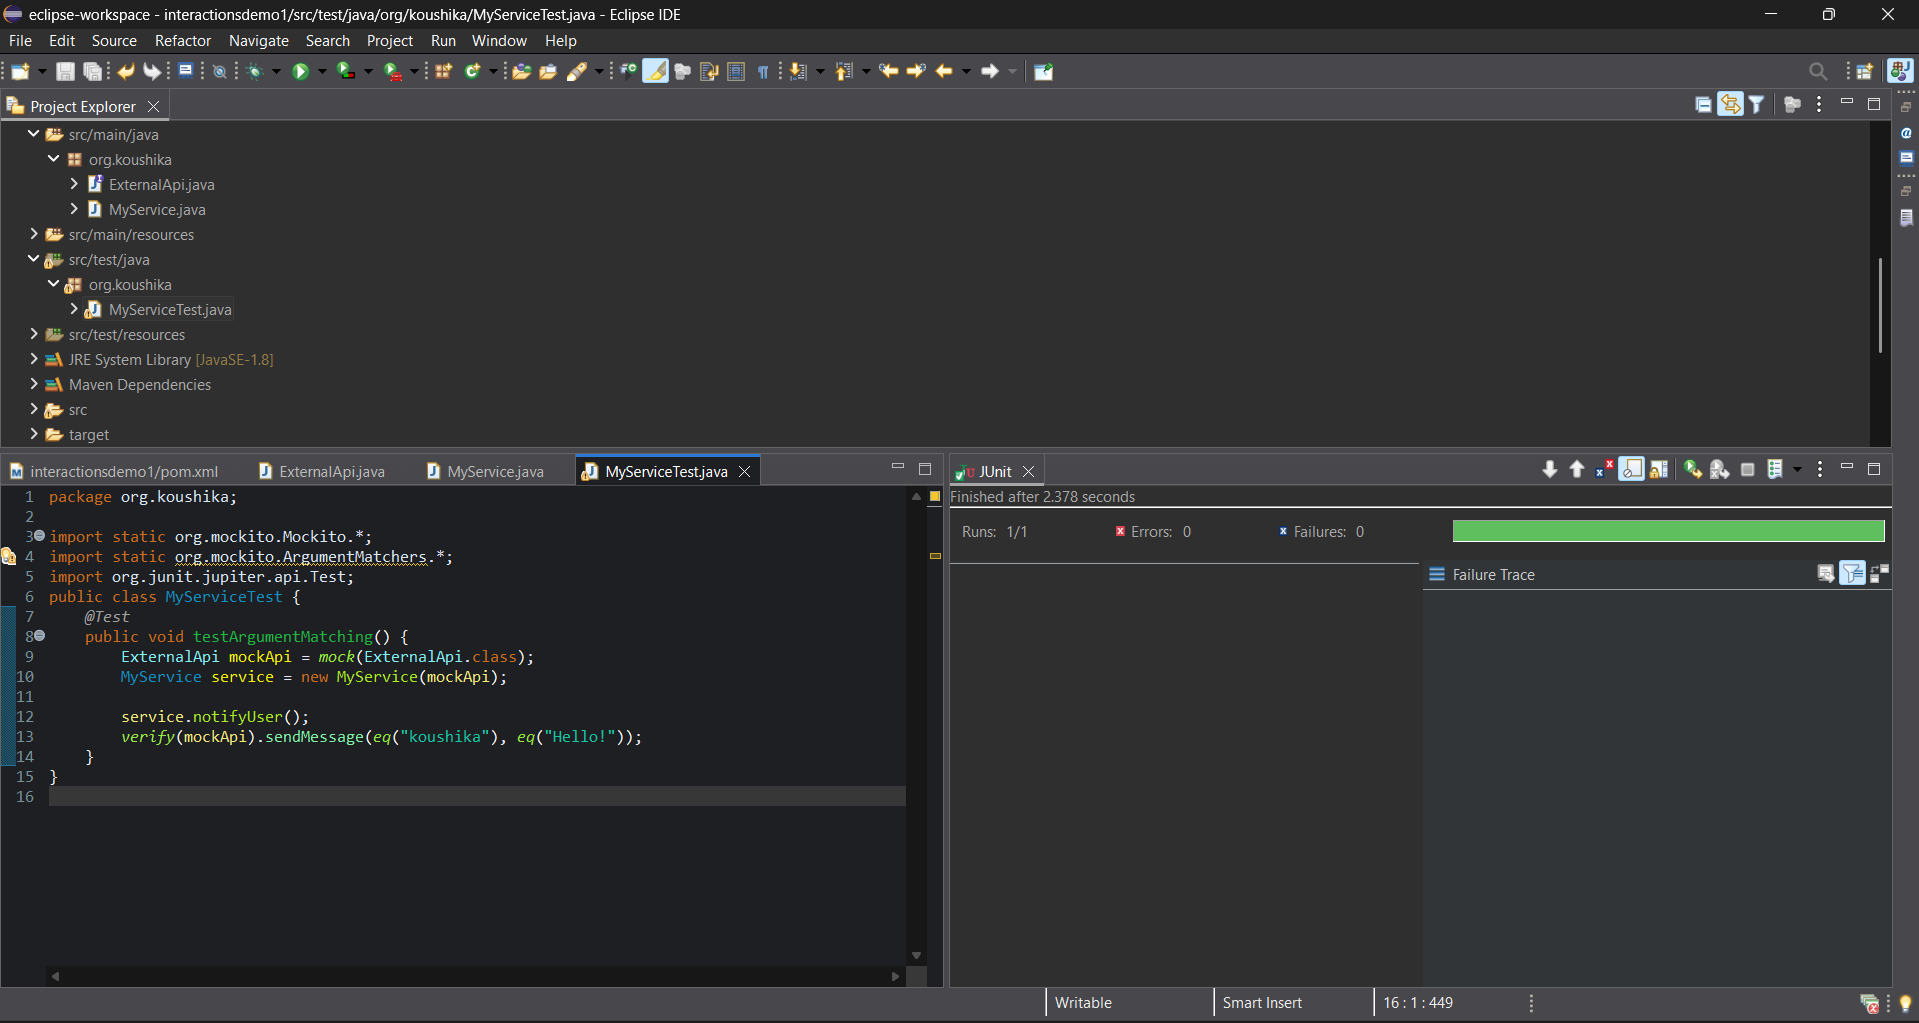 eclipse-workspace - interactionsdemo1/src/test/java/org/koushika/MyServiceTest.java - Eclipse IDE
File Edit Source Refactor Navigate Search Project Run Window Help
Project Explorer
src/main/java
org.koushika
ExternalApi.java
MyService.java
src/main/resources
src/test/java
org.koushika
MyServiceTest.java
src/test/resources
JRE System Library [JavaSE-1.8]
Maven Dependencies
src
target
interactionsdemo1/pom.xml ExternalApi.java MyService.java MyServiceTest.java
1 package org.koushika;
2
3 import static org.mockito.Mockito.*;
4 import static org.mockito.ArgumentMatchers.*;
5 import org.junit.jupiter.api.Test;
6 public class MyServiceTest {
7 @Test
8 public void testArgumentMatching() {
9 ExternalApi mockApi = mock(ExternalApi.class);
10 MyService service = new MyService(mockApi);
11
12 service.notifyUser();
13 verify(mockApi).sendMessage(eq("koushika"), eq("Hello!"));
14 }
15 }
16
JUnit
Finished after 2.378 seconds
Runs: 1/1 Errors: 0 Failures: 0
Failure Trace
Writable Smart Insert 16 : 1 : 449